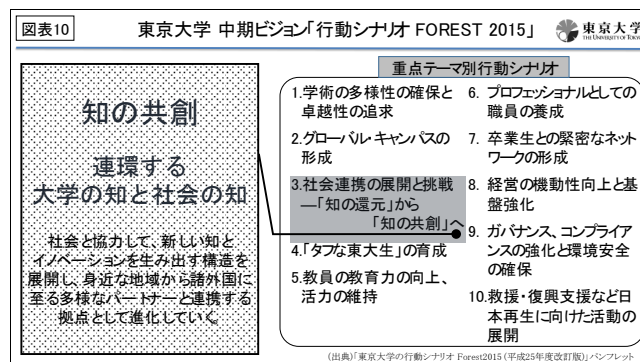 図表10
東京大学 中期ビジョン「行動シナリオ FOREST 2015」
東京大学
THE UNIVERSITY OF TOKYO
知の共創
連環する
大学の知と社会の知
社会と協力して、新しい知と
イノベーションを生み出す構造を
展開し、身近な地域から諸外国に
至る多様なパートナーと連携する
拠点として進化していく
重点テーマ別行動シナリオ
1.学術の多様性の確保と
卓越性の追求
2.グローバル・キャンパスの
形成
3.社会連携の展開と挑戦
―「知の還元」から
「知の共創」へ
4.「タフな東大生」の育成
5.教員の教育力の向上、
活力の維持
6. プロフェッショナルとしての
職員の養成
7. 卒業生との緊密なネット
ワークの形成
8. 経営の機動性向上と基
盤強化
9. ガバナンス、コンプライア
ンスの強化と環境安全
の確保
10.救援・復興支援など日
本再生に向けた活動の
展開
(出典)「東京大学の行動シナリオ Forest2015(平成25年度改訂版)」パンフレット